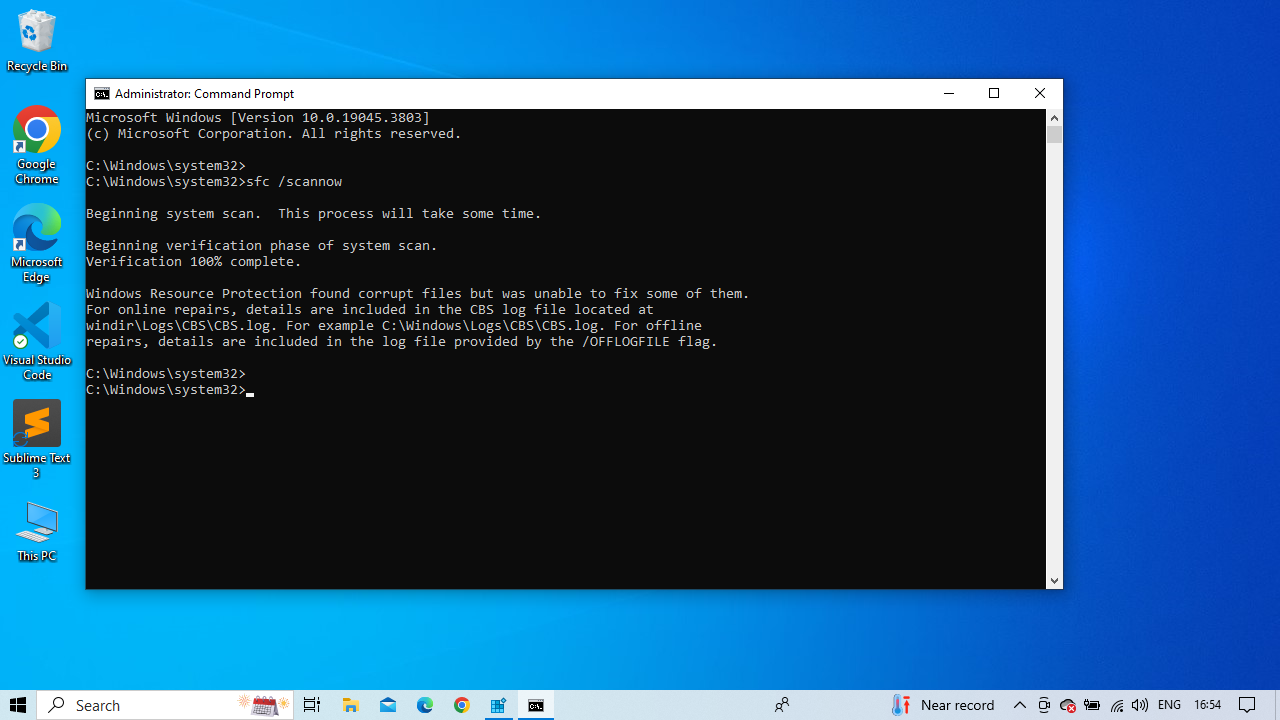 Recycle Bin
Google
Chrome
Microsoft
Edge
Visual Studio
Code
Sublime Text
3
This PC
Administrator: Command Prompt
Microsoft Windows [Version 10.0.19045.3803]
(c) Microsoft Corporation. All rights reserved.
C:\Windows\system32>
C:\Windows\system32>sfc /scannow
Beginning system scan.  This process will take some time.
Beginning verification phase of system scan.
Verification 100% complete.
Windows Resource Protection found corrupt files but was unable to fix some of them.
For online repairs, details are included in the CBS log file located at
windir\Logs\CBS\CBS.log. For example C:\Windows\Logs\CBS\CBS.log. For offline
repairs, details are included in the log file provided by the /OFFLOGFILE flag.
C:\Windows\system32>
C:\Windows\system32>
Search
Near record
ENG
16:54